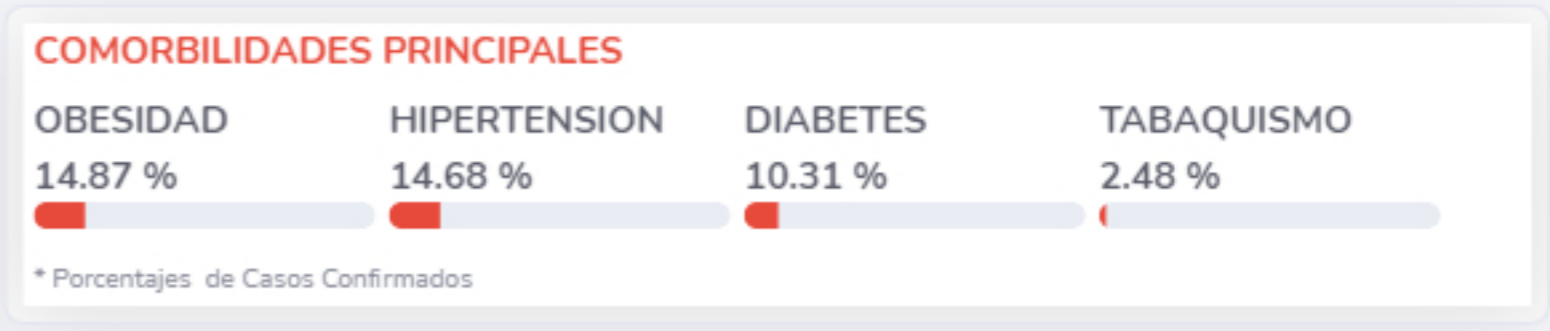 COMORBILIDADES PRINCIPALES
OBESIDAD HIPERTENSION DIABETES TABAQUISMO
14.87 % 14.68 % 10.31 % 2.48 %
* Porcentajes de Casos Confirmados